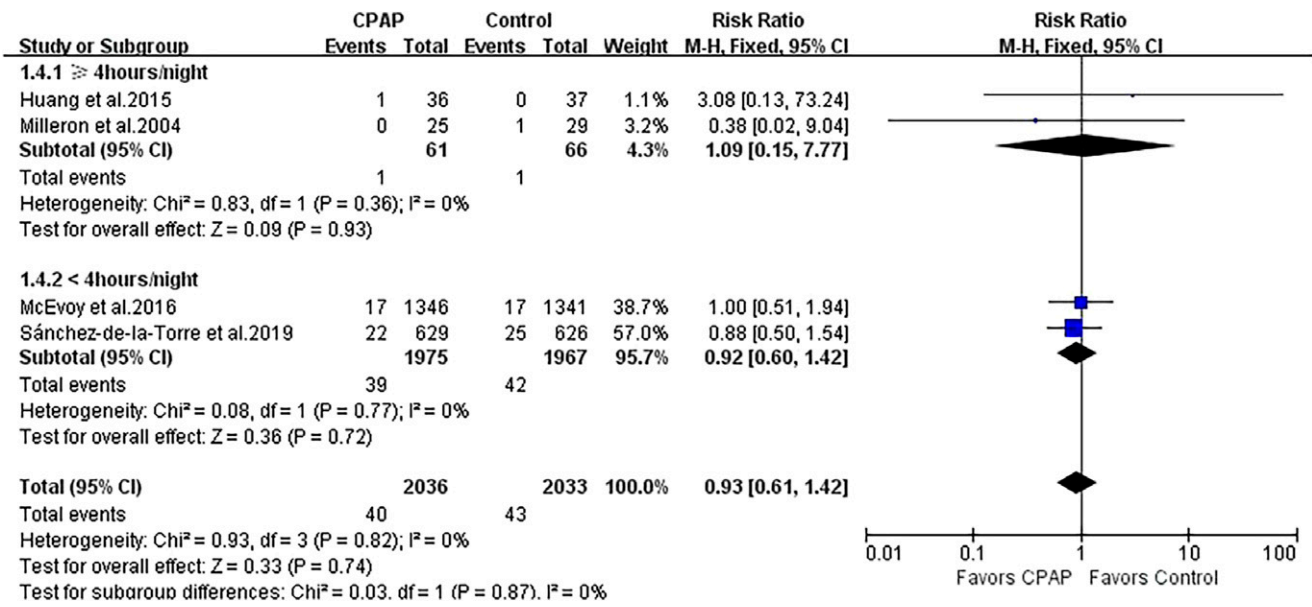 CPAP Control Risk Ratio Risk Ratio
Study or Subgroup Events Total Events Total Weight M-H, Fixed, 95% CI M-H, Fixed, 95% CI
1.4.1 ⩾ 4hours/night
Huang et al.2015 1 36 0 37 1.1% 3.08 [0.13, 73.24]
Milleron et al.2004 0 25 1 29 3.2% 0.38 [0.02, 9.04]
Subtotal (95% CI) 61 66 4.3% 1.09 [0.15, 7.77]
Total events 1 1
Heterogeneity: Chi² = 0.83, df = 1 (P = 0.36); I² = 0%
Test for overall effect: Z = 0.09 (P = 0.93)
1.4.2 < 4hours/night
McEvoy et al.2016 17 1346 17 1341 38.7% 1.00 [0.51, 1.94]
Sánchez-de-la-Torre et al.2019 22 629 25 626 57.0% 0.88 [0.50, 1.54]
Subtotal (95% CI) 1975 1967 95.7% 0.92 [0.60, 1.42]
Total events 39 42
Heterogeneity: Chi² = 0.08, df = 1 (P = 0.77); I² = 0%
Test for overall effect: Z = 0.36 (P = 0.72)
Total (95% CI) 2036 2033 100.0% 0.93 [0.61, 1.42]
Total events 40 43
Heterogeneity: Chi² = 0.93, df = 3 (P = 0.82); I² = 0%
Test for overall effect: Z = 0.33 (P = 0.74)
Test for subgroup differences: Chi² = 0.03, df = 1 (P = 0.87), I² = 0%
0.01 0.1 1 10 100
Favors CPAP Favors Control